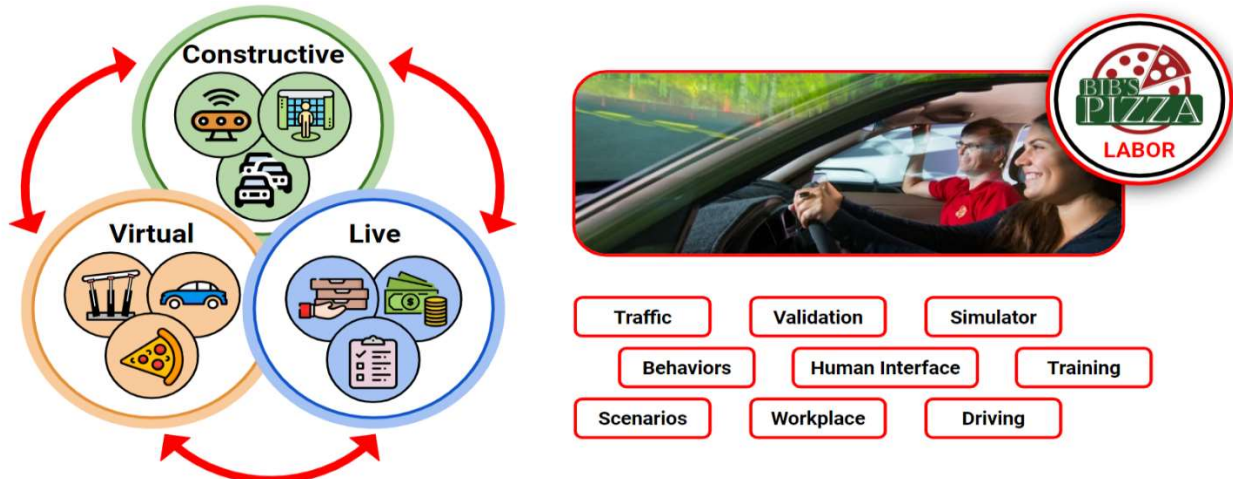 Constructive
Virtual
Live
BIB'S
PIZZA
LABOR
Traffic
Validation
Simulator
Behaviors
Human Interface
Training
Scenarios
Workplace
Driving